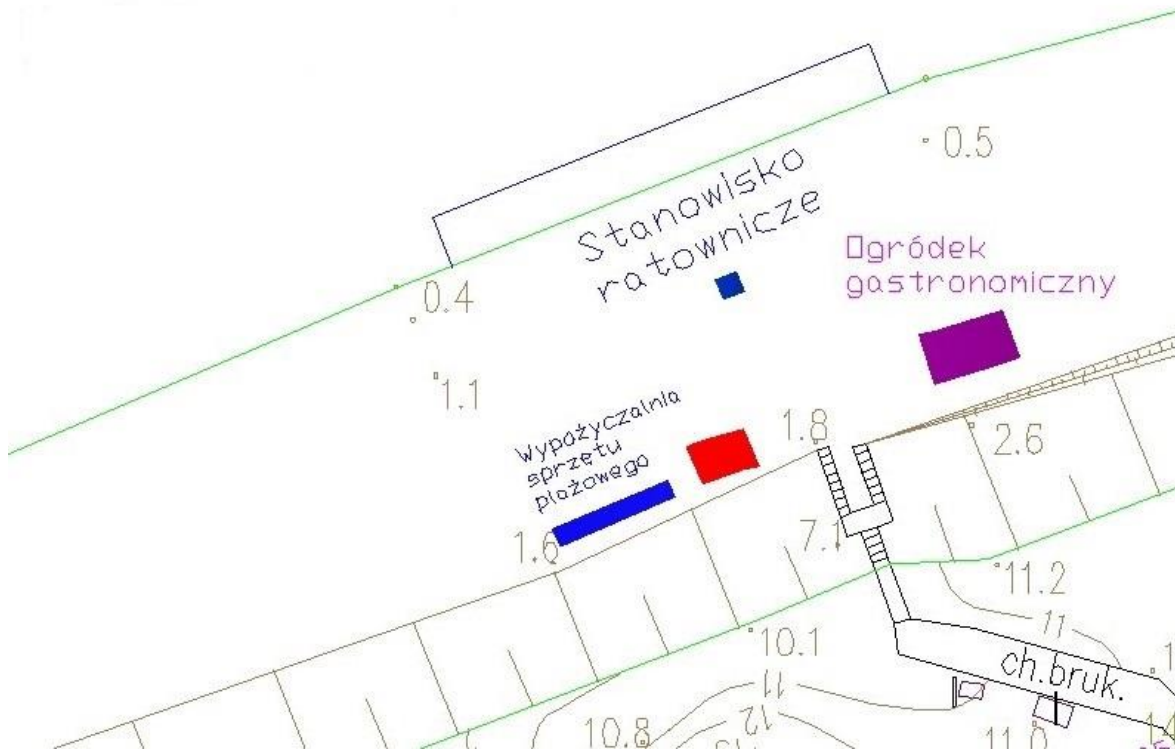 Stanowisko
ratownicze
0.5
Ogródek
gastronomiczny
0.4
1.1
Wypożyczalnia
sprzętu
plażowego
1.8
2.6
1.6
7.1
11.2
10.1
11
ch.bruk.
11
12
10.8
11.0